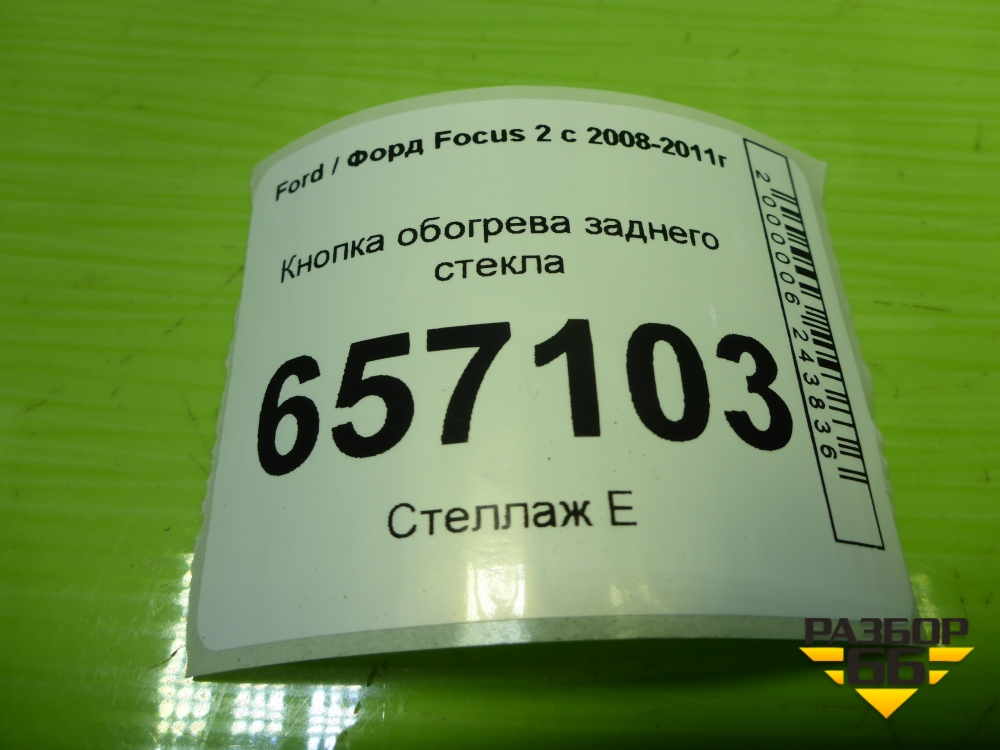 Ford / Форд Focus 2 с 2008-2011г
Кнопка обогрева заднего
стекла
657103
Стеллаж Е
2000006243836
РАЗБОР
66